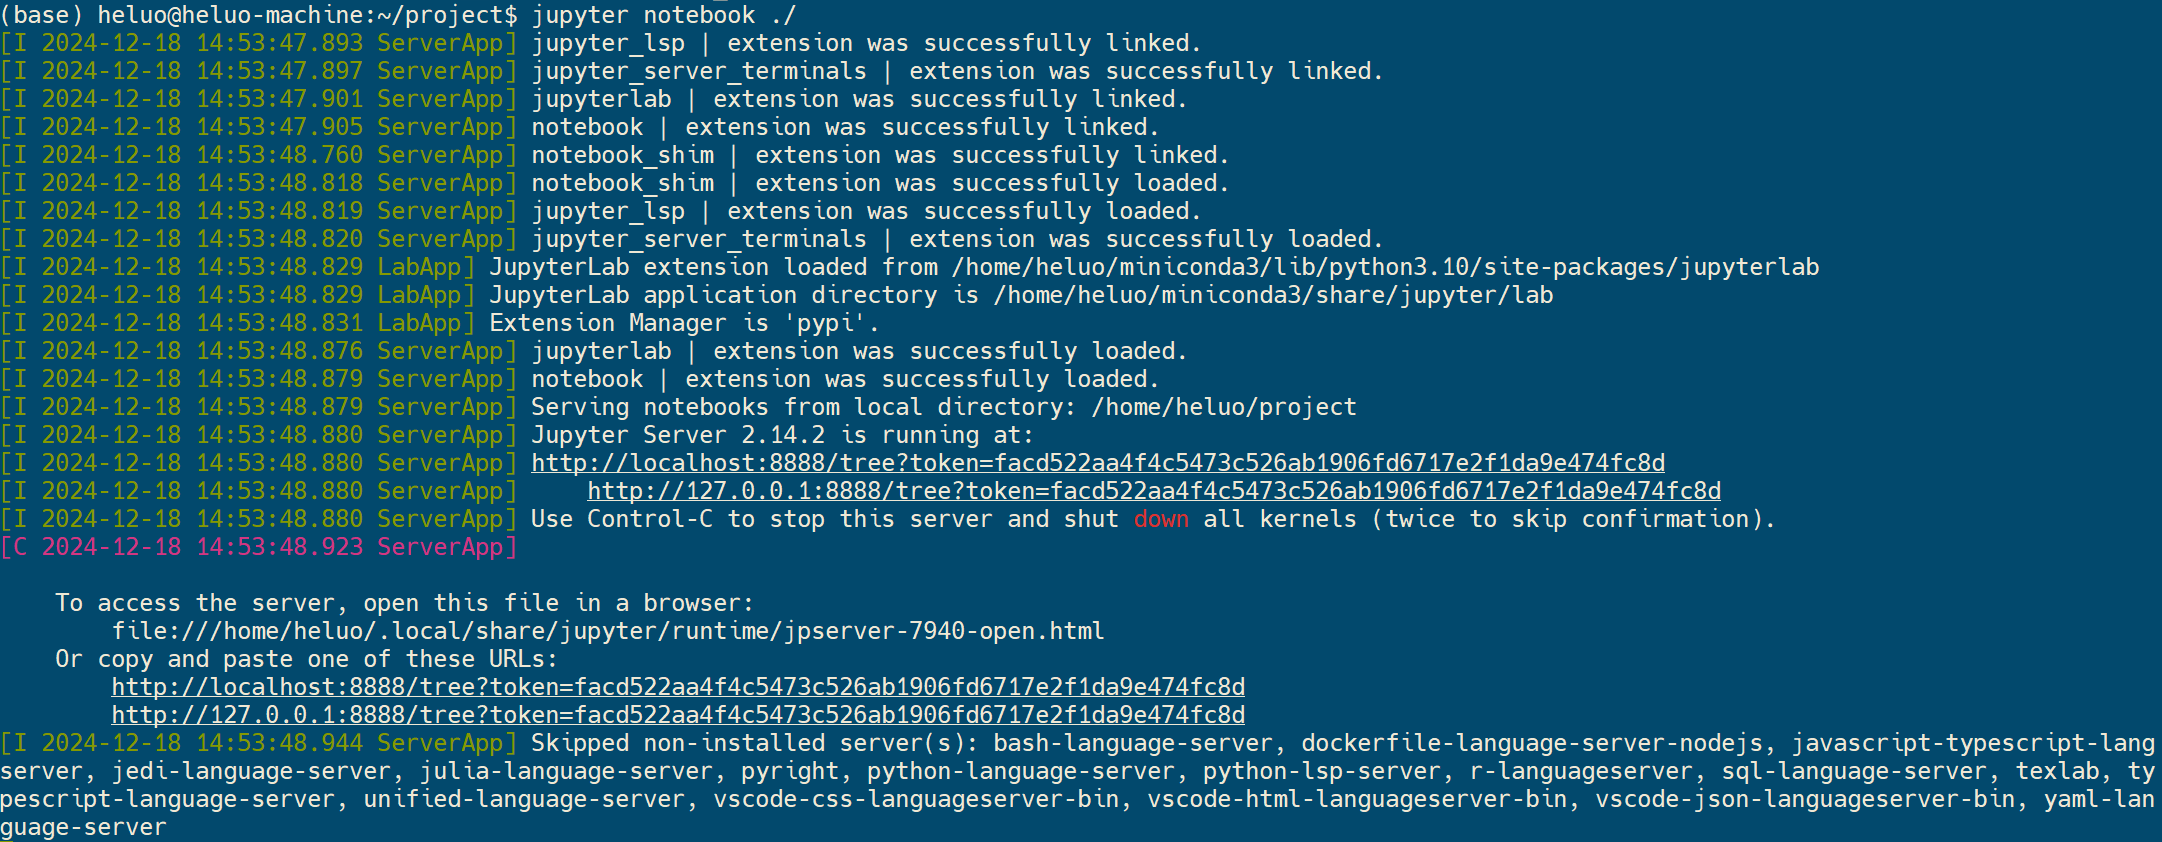 (base) heluo@heluo-machine:~/project$ jupyter notebook ./
[I 2024-12-18 14:53:47.893 ServerApp] jupyter_lsp | extension was successfully linked.
[I 2024-12-18 14:53:47.897 ServerApp] jupyter_server_terminals | extension was successfully linked.
[I 2024-12-18 14:53:47.901 ServerApp] jupyterlab | extension was successfully linked.
[I 2024-12-18 14:53:47.905 ServerApp] notebook | extension was successfully linked.
[I 2024-12-18 14:53:48.760 ServerApp] notebook_shim | extension was successfully linked.
[I 2024-12-18 14:53:48.818 ServerApp] notebook_shim | extension was successfully loaded.
[I 2024-12-18 14:53:48.819 ServerApp] jupyter_lsp | extension was successfully loaded.
[I 2024-12-18 14:53:48.820 ServerApp] jupyter_server_terminals | extension was successfully loaded.
[I 2024-12-18 14:53:48.829 LabApp] JupyterLab extension loaded from /home/heluo/miniconda3/lib/python3.10/site-packages/jupyterlab
[I 2024-12-18 14:53:48.829 LabApp] JupyterLab application directory is /home/heluo/miniconda3/share/jupyter/lab
[I 2024-12-18 14:53:48.831 LabApp] Extension Manager is 'pypi'.
[I 2024-12-18 14:53:48.876 ServerApp] jupyterlab | extension was successfully loaded.
[I 2024-12-18 14:53:48.879 ServerApp] notebook | extension was successfully loaded.
[I 2024-12-18 14:53:48.879 ServerApp] Serving notebooks from local directory: /home/heluo/project
[I 2024-12-18 14:53:48.880 ServerApp] Jupyter Server 2.14.2 is running at:
[I 2024-12-18 14:53:48.880 ServerApp] http://localhost:8888/tree?token=facd522aa4f4c5473c526ab1906fd6717e2f1da9e474fc8d
[I 2024-12-18 14:53:48.880 ServerApp]     http://127.0.0.1:8888/tree?token=facd522aa4f4c5473c526ab1906fd6717e2f1da9e474fc8d
[I 2024-12-18 14:53:48.880 ServerApp] Use Control-C to stop this server and shut down all kernels (twice to skip confirmation).
[C 2024-12-18 14:53:48.923 ServerApp]
To access the server, open this file in a browser:
file:///home/heluo/.local/share/jupyter/runtime/jpserver-7940-open.html
Or copy and paste one of these URLs:
http://localhost:8888/tree?token=facd522aa4f4c5473c526ab1906fd6717e2f1da9e474fc8d
http://127.0.0.1:8888/tree?token=facd522aa4f4c5473c526ab1906fd6717e2f1da9e474fc8d
[I 2024-12-18 14:53:48.944 ServerApp] Skipped non-installed server(s): bash-language-server, dockerfile-language-server-nodejs, javascript-typescript-lang
server, jedi-language-server, julia-language-server, pyright, python-language-server, python-lsp-server, r-languageserver, sql-language-server, texlab, ty
pescript-language-server, unified-language-server, vscode-css-languageserver-bin, vscode-html-languageserver-bin, vscode-json-languageserver-bin, yaml-lan
guage-server